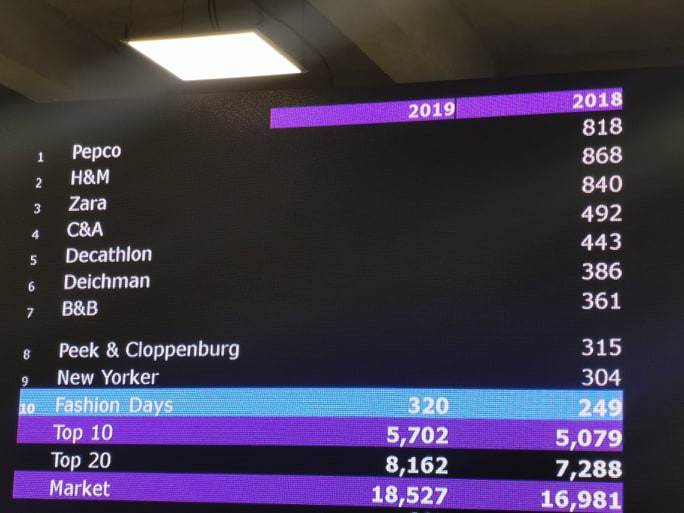 2019 2018
1 Pepco 818
2 H&M 868
3 Zara 840
4 C&A 492
5 Decathlon 443
6 Deichman 386
7 B&B 361
8 Peek & Cloppenburg 315
9 New Yorker 304
10 Fashion Days 320 249
Top 10 5,702 5,079
Top 20 8,162 7,288
Market 18,527 16,981